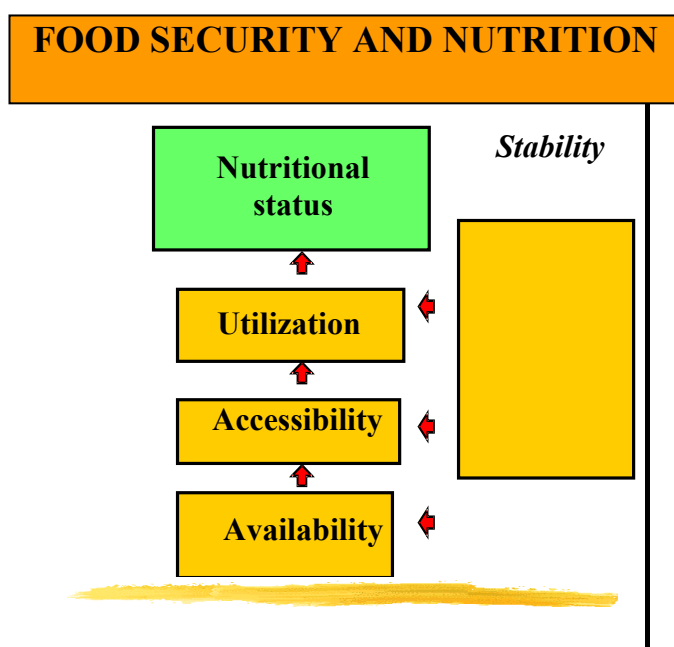 FOOD SECURITY AND NUTRITION
Stability
Nutritional
status
Utilization
Accessibility
Availability